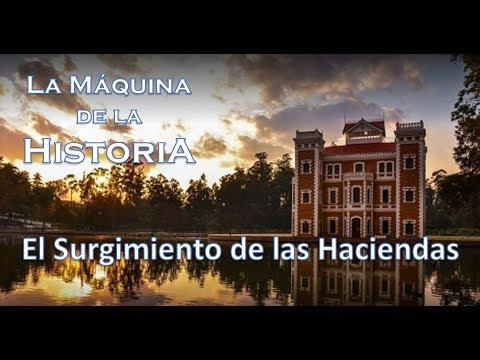 La Máquina
de la
Historia
El Surgimiento de las Haciendas